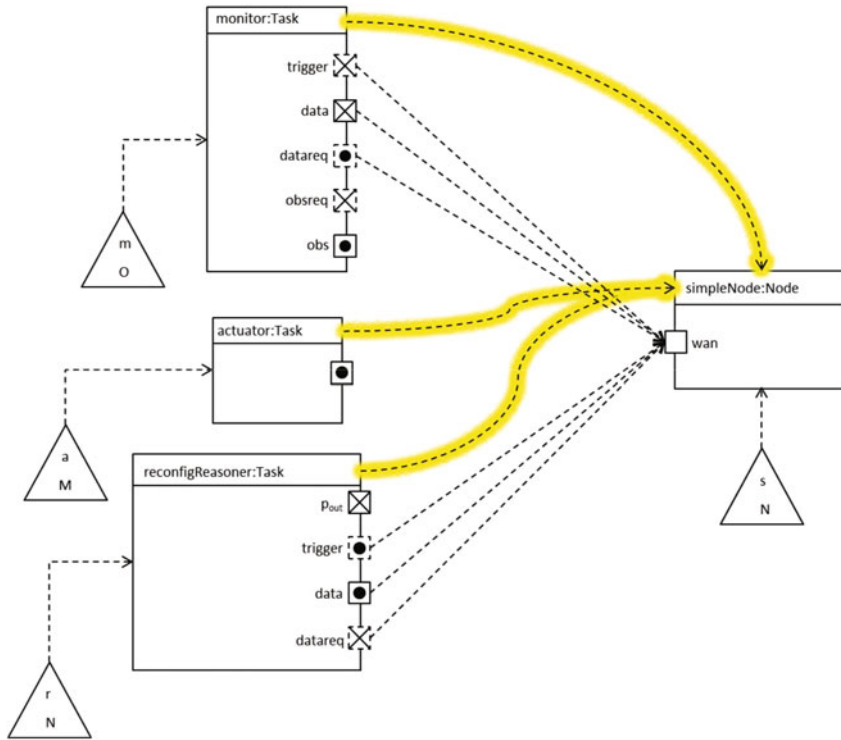 monitor:Task
trigger
data
datareq
obsreq
obs
m
O
simpleNode:Node
wan
actuator:Task
a
M
reconfigReasoner:Task
pout
trigger
data
datareq
s
N
r
N